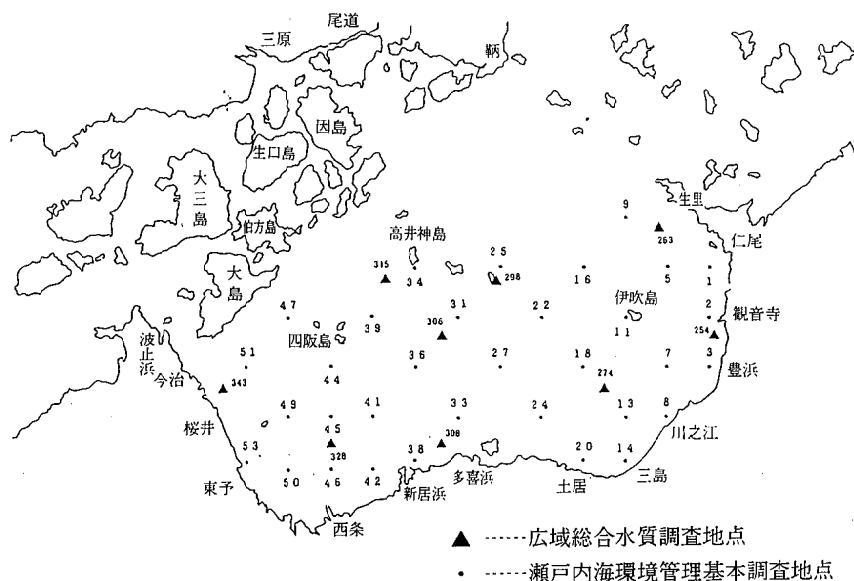 尾道
三原
鞆
因島
生口島
大三島
伯方島
大島
高井神島
生里
仁尾
9
263
25
315
34
298
16
5
1
伊吹島
2
観音寺
47
31
22
39
306
11
254
四阪島
波止浜
今治
51
36
27
18
7
3
豊浜
44
343
274
49
41
33
24
13
8
桜井
川之江
45
53
328
38
308
20
14
東予
50
46
42
新居浜
多喜浜
土居
三島
西条
▲ ------広域総合水質調査地点
• ------瀬戸内海環境管理基本調査地点